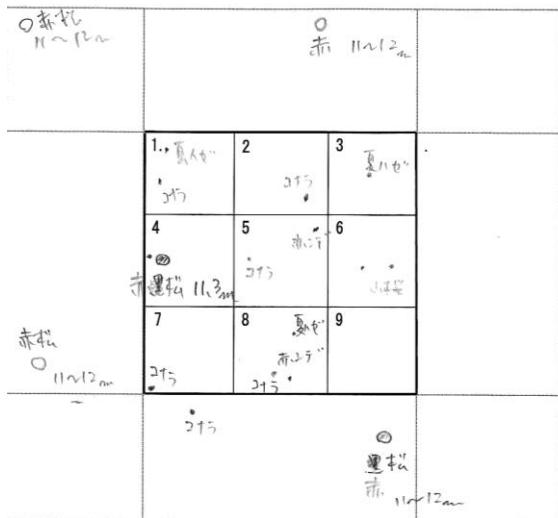 赤松
11〜12m
赤 11〜12m
1
夏ハゼ
コナラ
2
コナラ
3
夏ハゼ
4
赤松 11.3m
5
赤シデ
コナラ
6
山桜
7
コナラ
8
夏ハゼ
赤シデ
コナラ
9
赤松
11〜12m
コナラ
松
赤 11〜12m